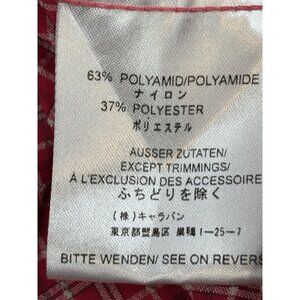 63% POLYAMID/POLYAMIDE
ナイロン
37% POLYESTER
ポリエステル
AUSSER ZUTATEN/
EXCEPT TRIMMINGS/
A L'EXCLUSION DES ACCESSOIRE
ふちどりを除く
(株)キャラバン
東京都豊島区 巣鴨 1-25-7
BITTE WENDEN/ SEE ON REVERS